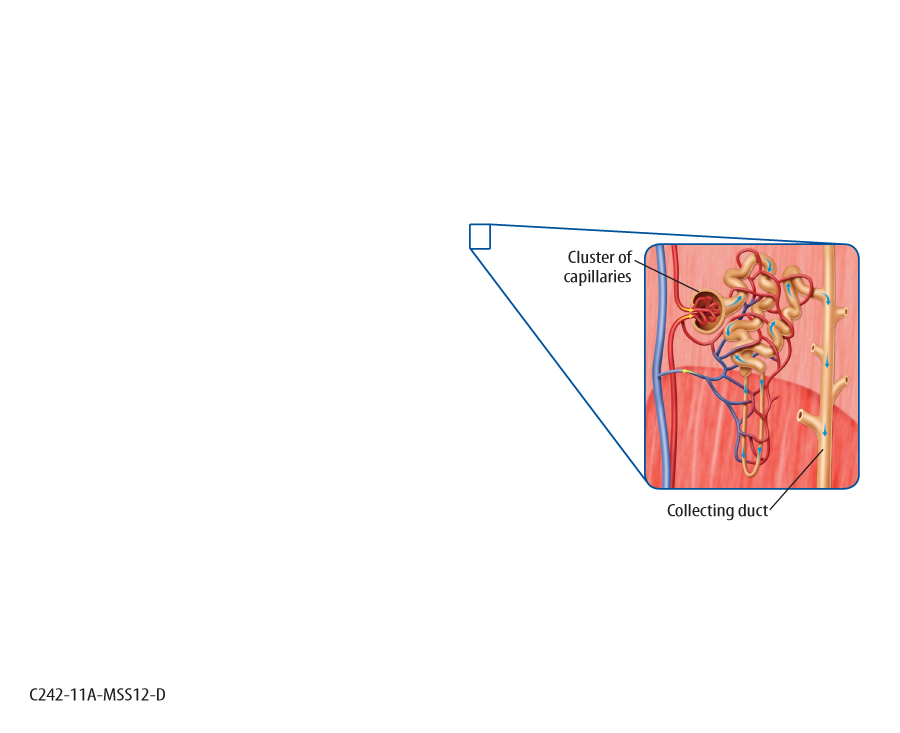 Cluster of
capillaries
Collecting duct
C242-11A-MSS12-D